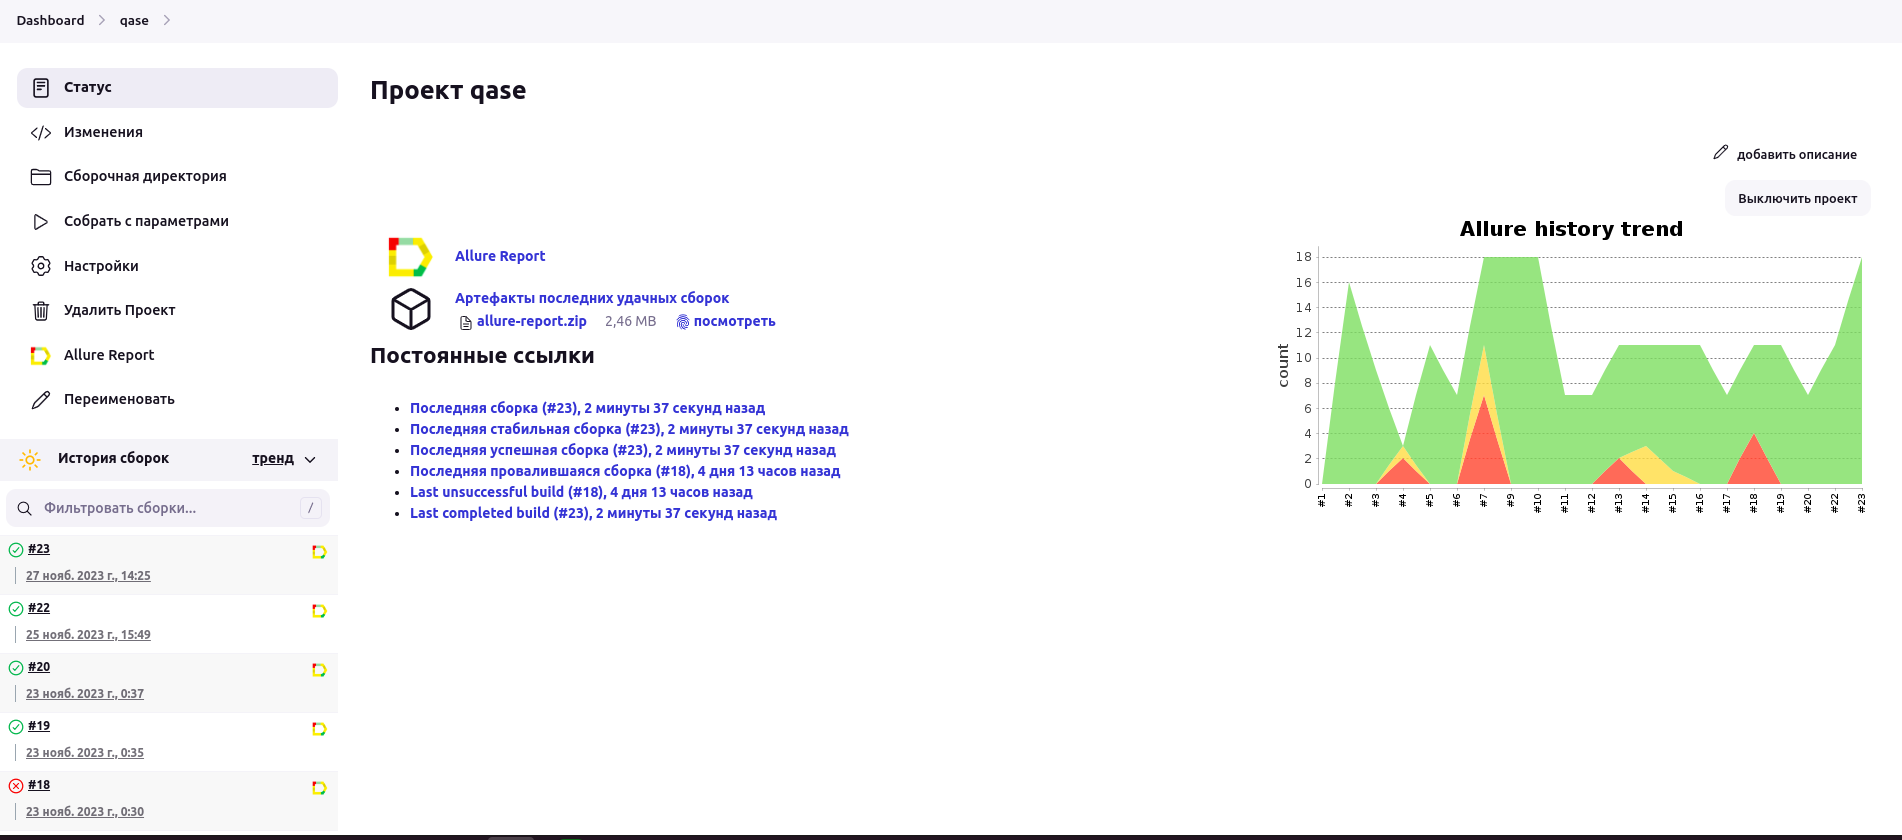 Dashboard
qase
Статус
Изменения
Сборочная директория
Собрать с параметрами
Настройки
Удалить Проект
Allure Report
Переименовать
История сборок
тренд
Фильтровать сборки...
/
#23
27 нояб. 2023 г., 14:25
#22
25 нояб. 2023 г., 15:49
#20
23 нояб. 2023 г., 0:37
#19
23 нояб. 2023 г., 0:35
#18
23 нояб. 2023 г., 0:30
Проект qase
добавить описание
Выключить проект
Allure Report
Артефакты последних удачных сборок
allure-report.zip 2,46 MB посмотреть
Постоянные ссылки
Последняя сборка (#23), 2 минуты 37 секунд назад
Последняя стабильная сборка (#23), 2 минуты 37 секунд назад
Последняя успешная сборка (#23), 2 минуты 37 секунд назад
Последняя провалившаяся сборка (#18), 4 дня 13 часов назад
Last unsuccessful build (#18), 4 дня 13 часов назад
Last completed build (#23), 2 минуты 37 секунд назад
Allure history trend
count
18
16
14
12
10
8
6
4
2
0
#1 #2 #3 #4 #5 #6 #7 #9 #10 #11 #12 #13 #14 #15 #16 #17 #18 #19 #20 #22 #23